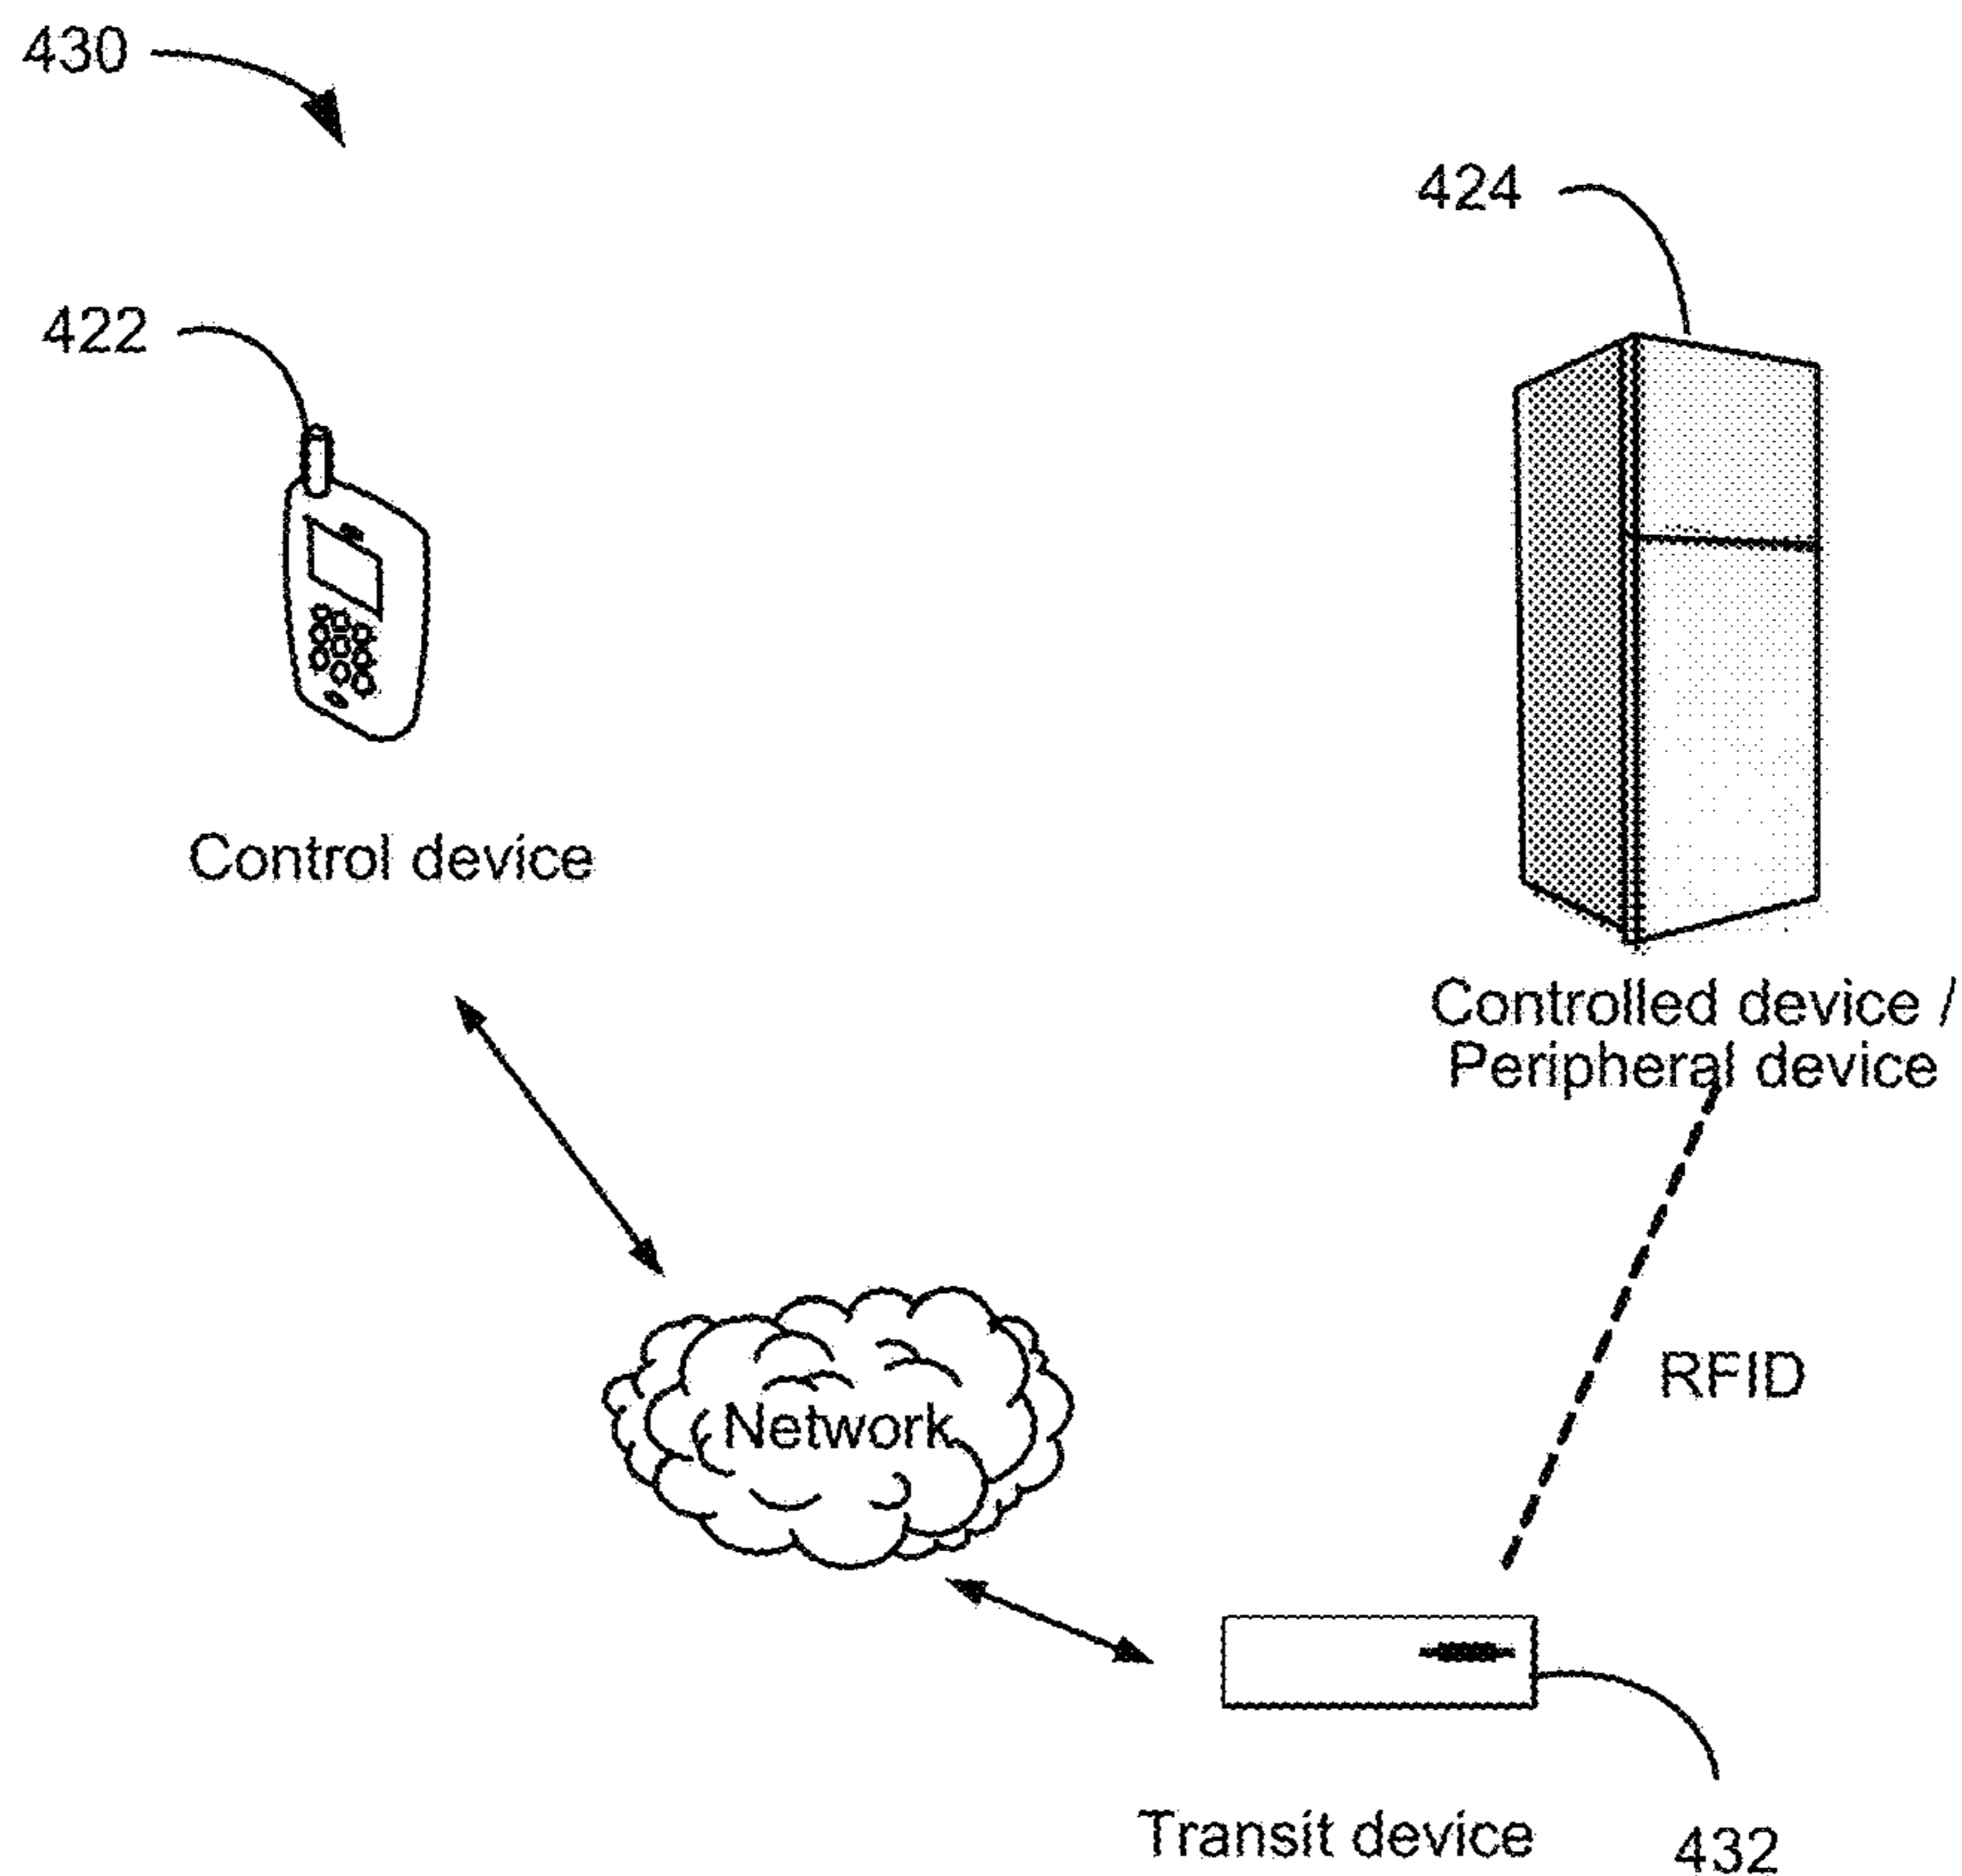 430
424
422
Control device
Controlled device /
Peripheral device
RFID
Network
Transit device
432